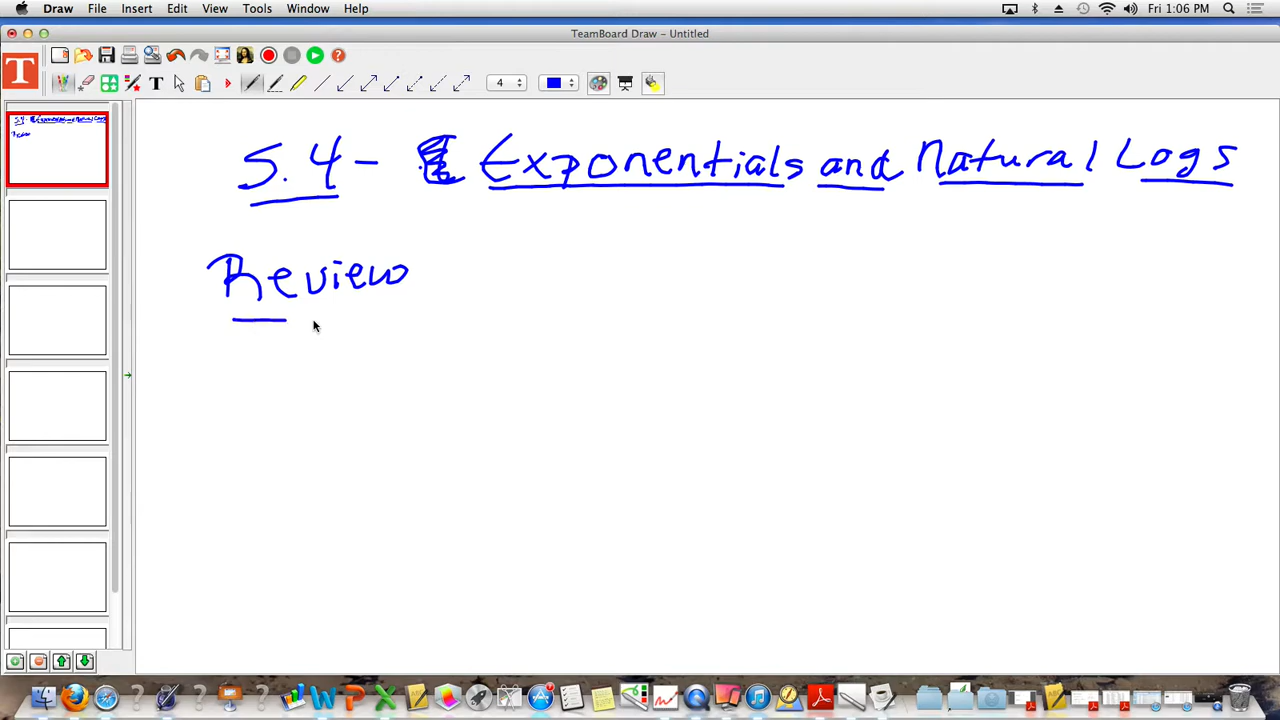 Draw File Insert Edit View Tools Window Help Fri 1:06 PM
TeamBoard Draw – Untitled
T T 4
5.4- Exponentials and Natural Logs
Review